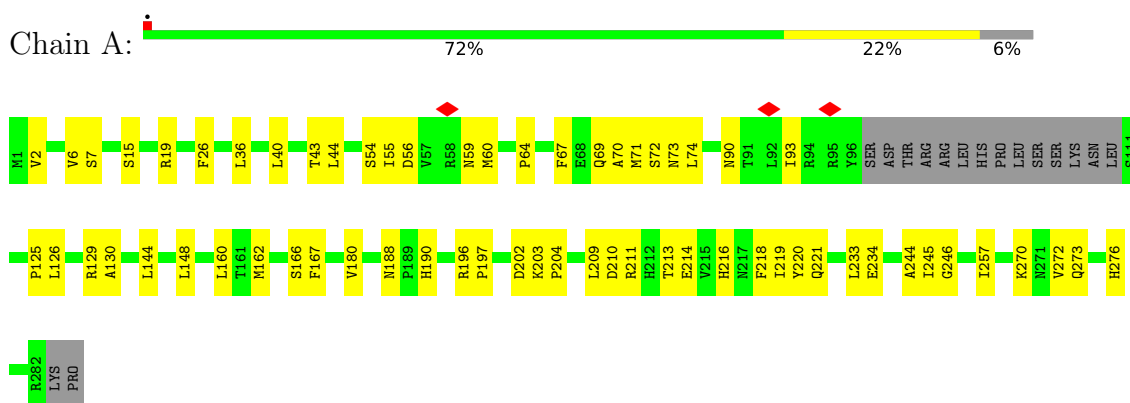 Chain A:
72% 22% 6%
M1 V2 V6 S7 S15 R19 F26 L36 L40 T43 L44 S54 I55 D56 V57 R58 N59 M60 P64 F67 E68 Q69 A70 M71 S72 N73 L74 N90 T91 L92 I93 R94 R95 Y96 SER ASP THR ARG ARG LEU HIS PRO LEU SER SER LYS ASN LEU S111
P125 L126 R129 A130 L144 L148 L160 T161 M162 S166 F167 V180 N188 P189 H190 R196 P197 D202 K203 P204 L209 D210 R211 H212 T213 E214 V215 H216 N217 F218 I219 Y220 Q221 L233 E234 A244 I245 G246 I257 K270 N271 V272 Q273 H276
R282 LYS PRO